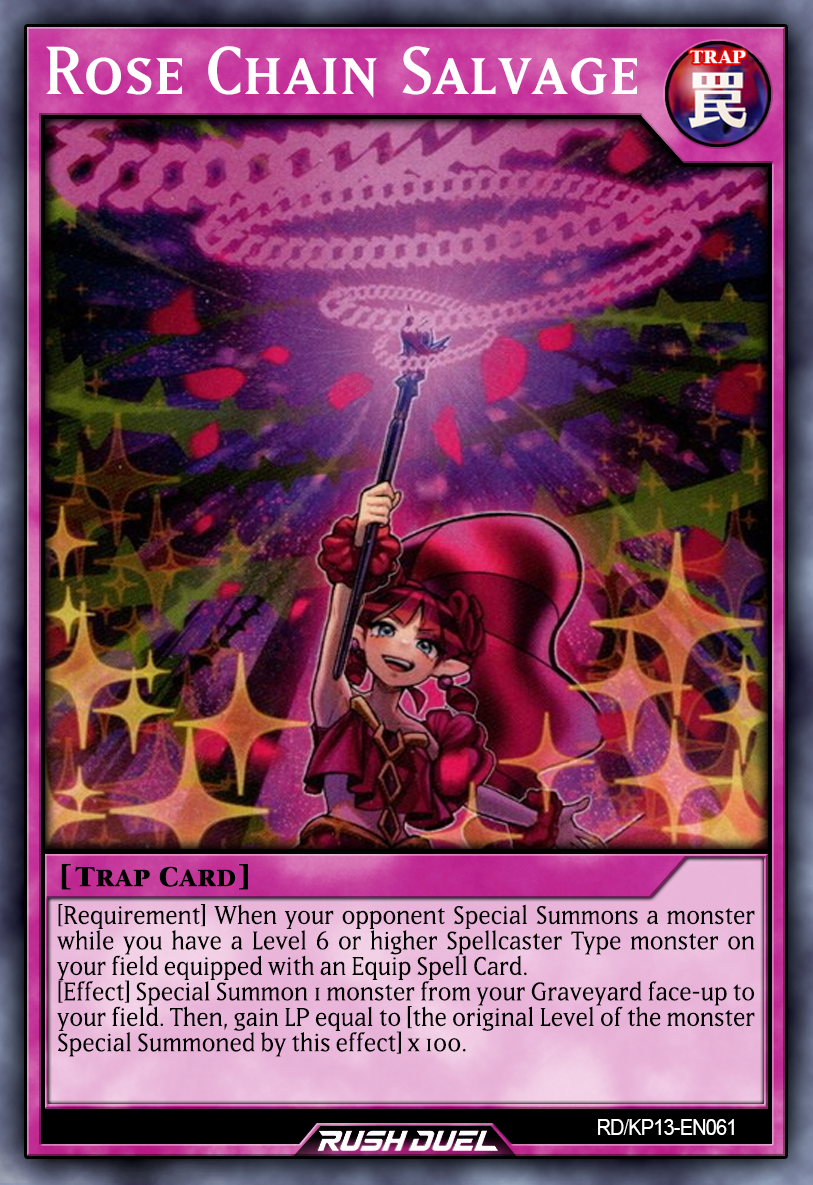 Rose Chain Salvage
TRAP
罠
[Trap Card]
[Requirement] When your opponent Special Summons a monster
while you have a Level 6 or higher Spellcaster Type monster on
your field equipped with an Equip Spell Card.
[Effect] Special Summon 1 monster from your Graveyard face-up to
your field. Then, gain LP equal to [the original Level of the monster
Special Summoned by this effect] x 100.
RD/KP13-EN061
RUSH DUEL